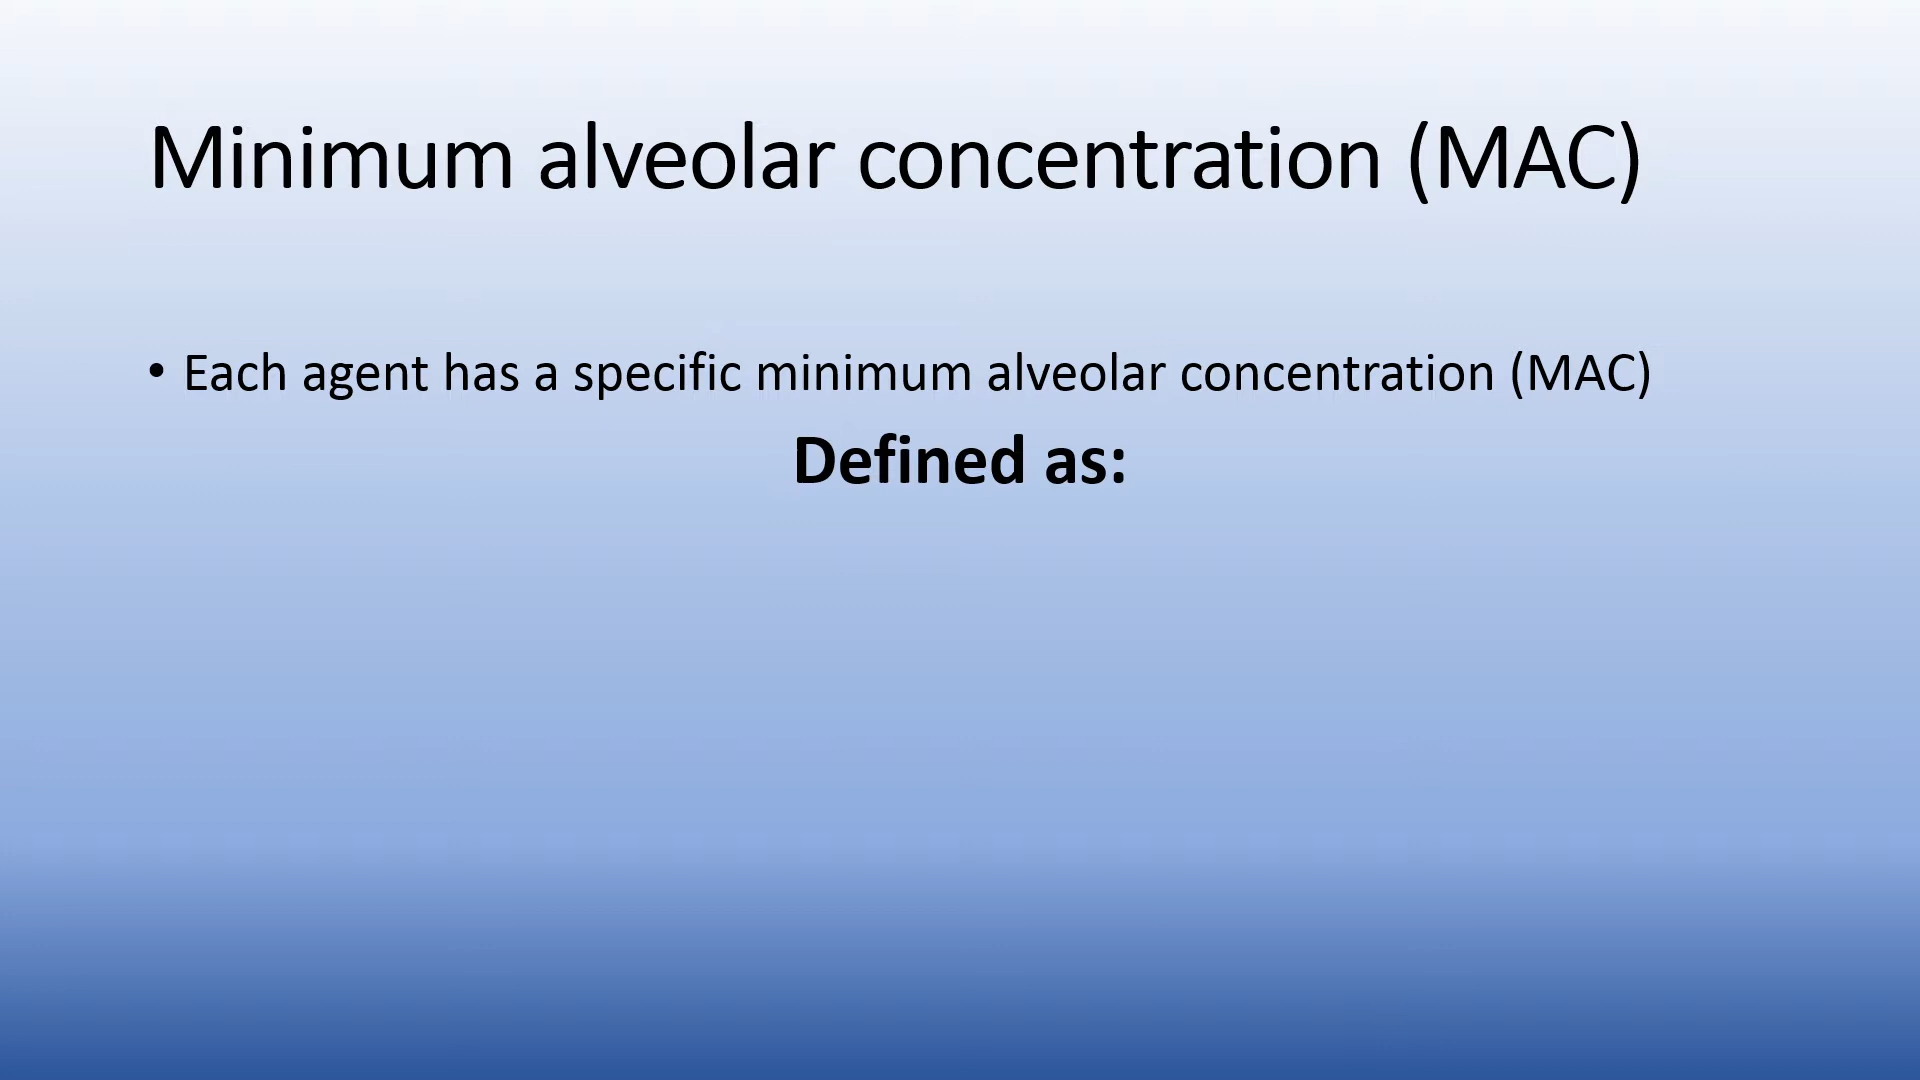 Minimum alveolar concentration (MAC)
• Each agent has a specific minimum alveolar concentration (MAC)
Defined as: